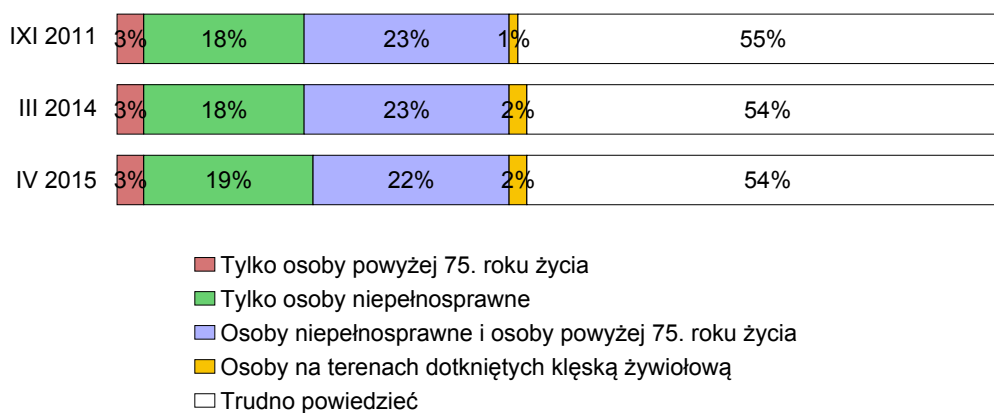 IXI 2011 3% 18% 23% 1% 55%
III 2014 3% 18% 23% 2% 54%
IV 2015 3% 19% 22% 2% 54%
Tylko osoby powyżej 75. roku życia
Tylko osoby niepełnosprawne
Osoby niepełnosprawne i osoby powyżej 75. roku życia
Osoby na terenach dotkniętych klęską żywiołową
Trudno powiedzieć